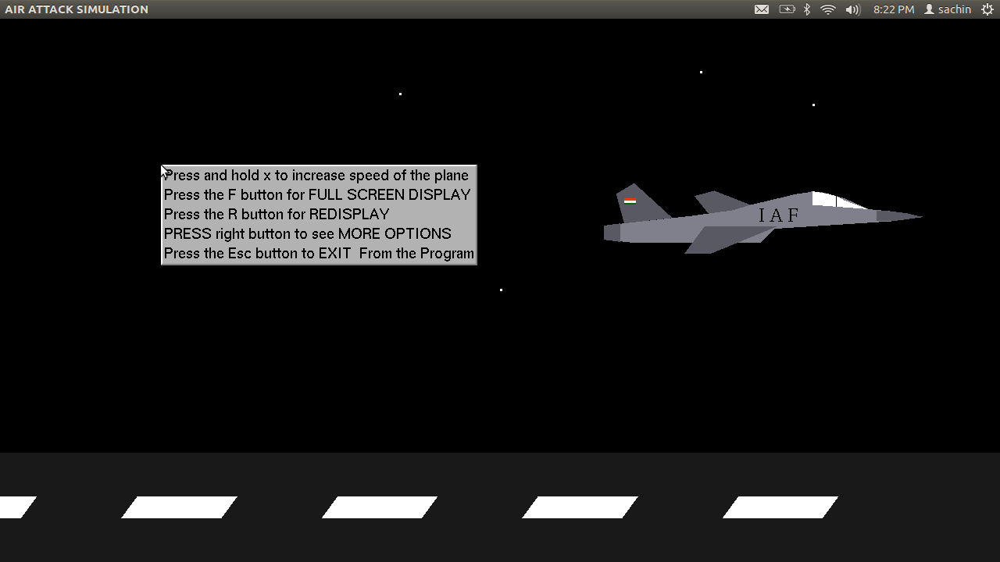 AIR ATTACK SIMULATION
8:22 PM sachin
Press and hold x to increase speed of the plane
Press the F button for FULL SCREEN DISPLAY
Press the R button for REDISPLAY
PRESS right button to see MORE OPTIONS
Press the Esc button to EXIT  From the Program
I A F